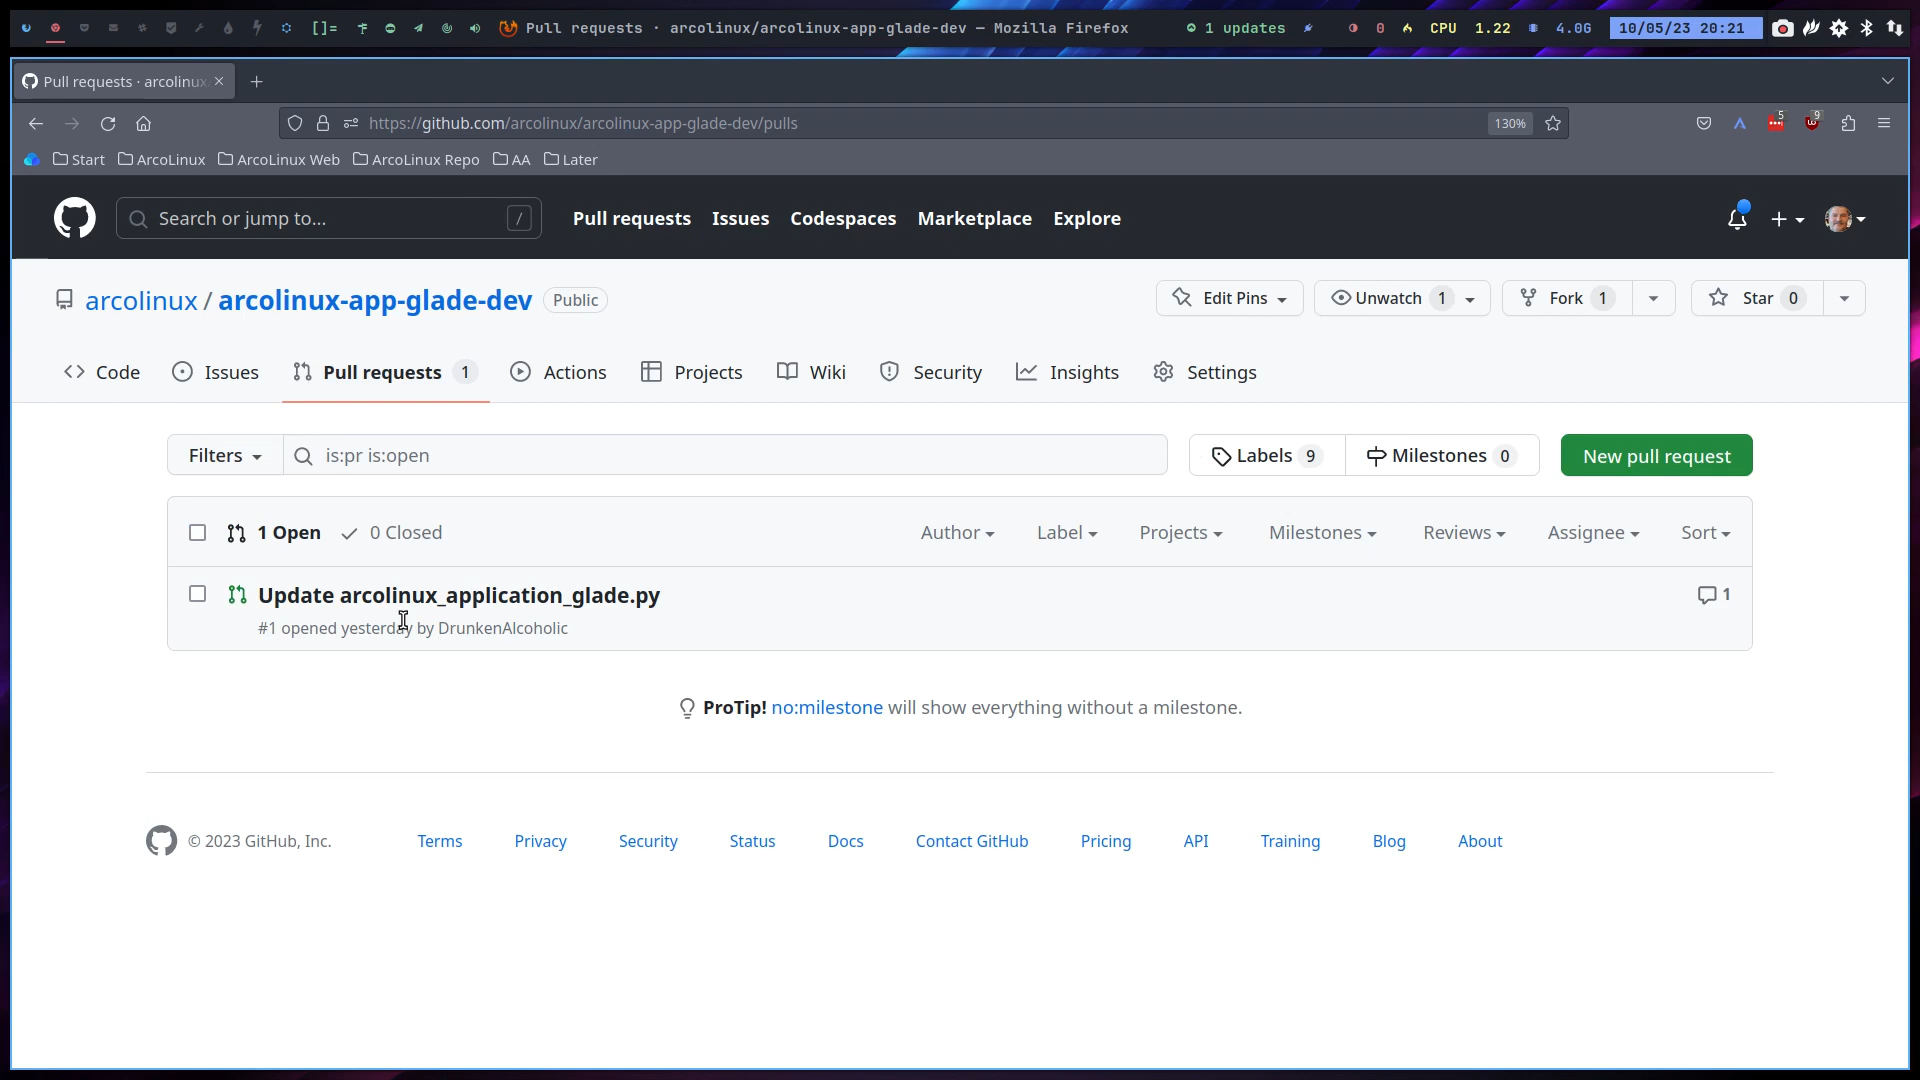 []= Pull requests · arcolinux/arcolinux-app-glade-dev — Mozilla Firefox 1 updates 0 CPU 1.22 4.0G 10/05/23 20:21
Pull requests · arcolinux
https://github.com/arcolinux/arcolinux-app-glade-dev/pulls 130% 5 9
Start ArcoLinux ArcoLinux Web ArcoLinux Repo AA Later
Search or jump to... / Pull requests Issues Codespaces Marketplace Explore
arcolinux / arcolinux-app-glade-dev Public Edit Pins Unwatch 1 Fork 1 Star 0
Code Issues Pull requests 1 Actions Projects Wiki Security Insights Settings
Filters is:pr is:open Labels 9 Milestones 0 New pull request
1 Open 0 Closed Author Label Projects Milestones Reviews Assignee Sort
Update arcolinux_application_glade.py 1
#1 opened yesterday by DrunkenAlcoholic
ProTip! no:milestone will show everything without a milestone.
© 2023 GitHub, Inc. Terms Privacy Security Status Docs Contact GitHub Pricing API Training Blog About